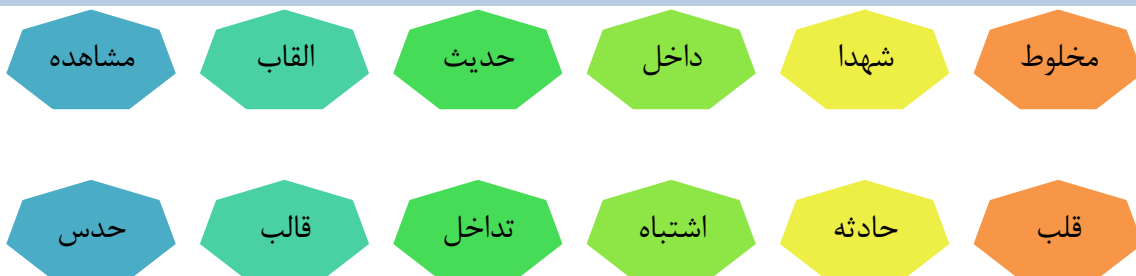 مخلوط شهدا داخل حدیث القاب مشاهده
قلب حادثه اشتباه تداخل قالب حدس